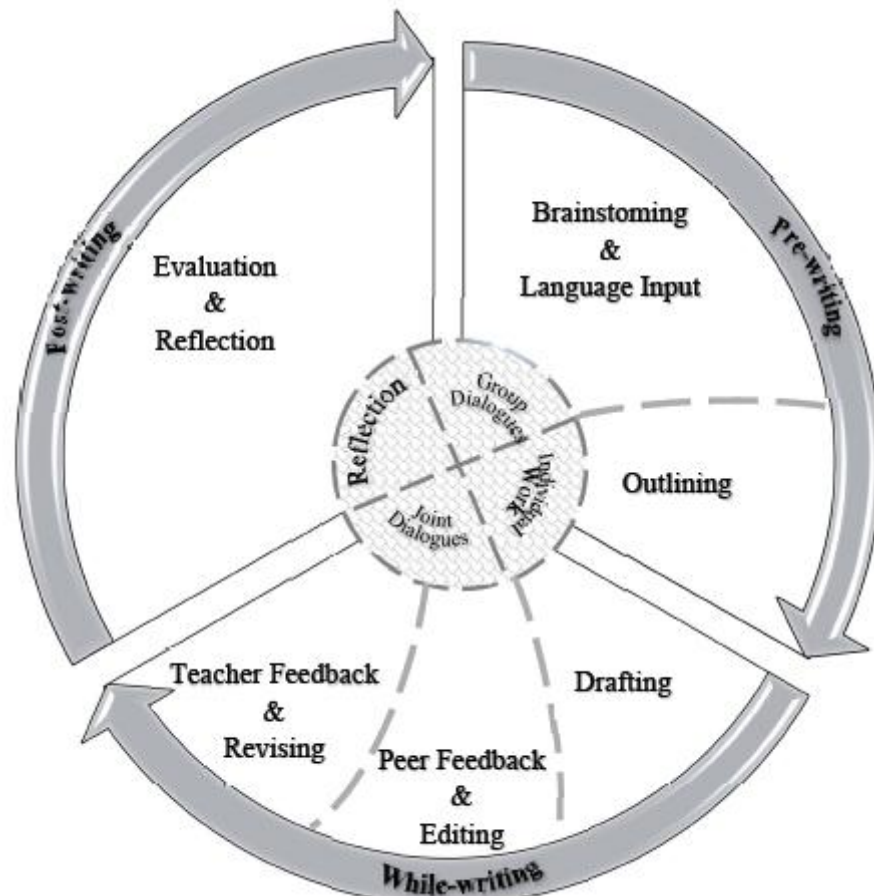 Pre-writing
Brainstoming
&
Language Input
Outlining
Drafting
Peer Feedback
&
Editing
While-writing
Teacher Feedback
&
Revising
Post-writing
Evaluation
&
Reflection
Group
Dialogues
Individual
Work
Joint
Dialogues
Reflection